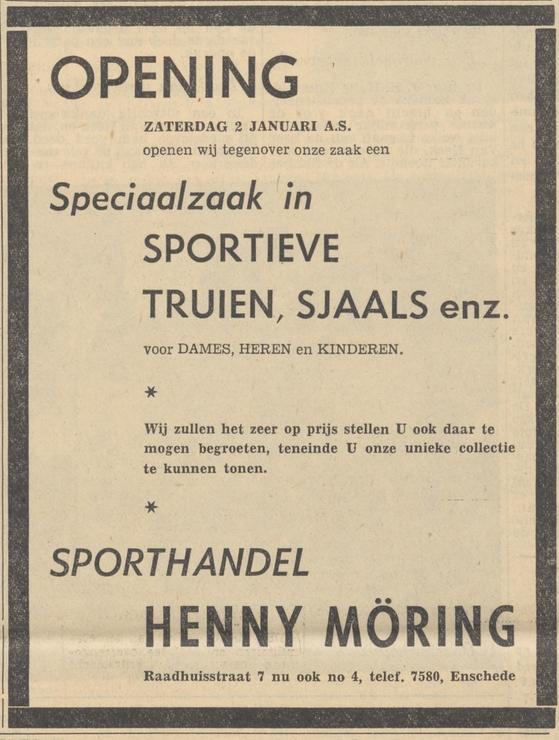 OPENING
ZATERDAG 2 JANUARI A.S.
openen wij tegenover onze zaak een
Speciaalzaak in
SPORTIEVE
TRUIEN, SJAALS enz.
voor DAMES, HEREN en KINDEREN.
*
Wij zullen het zeer op prijs stellen U ook daar te
mogen begroeten, teneinde U onze unieke collectie
te kunnen tonen.
*
SPORTHANDEL
HENNY MÖRING
Raadhuisstraat 7 nu ook no 4, telef. 7580, Enschede